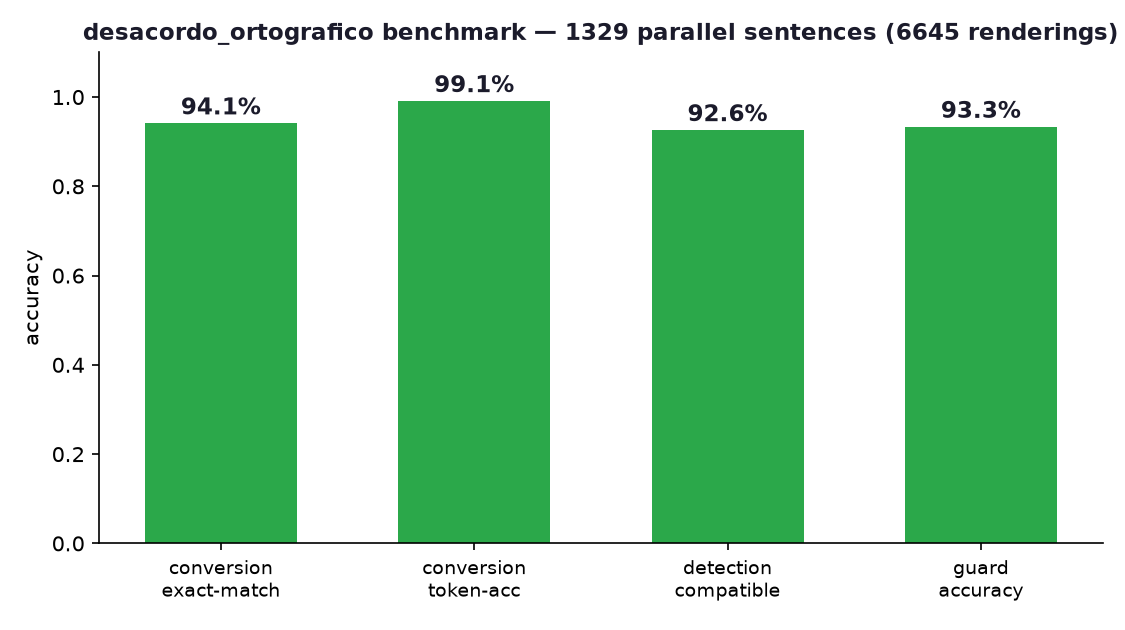 desacordo_ortografico benchmark — 1329 parallel sentences (6645 renderings)
94.1%
99.1%
92.6%
93.3%
1.0
0.8
0.6
0.4
0.2
0.0
accuracy
conversion
exact-match
conversion
token-acc
detection
compatible
guard
accuracy